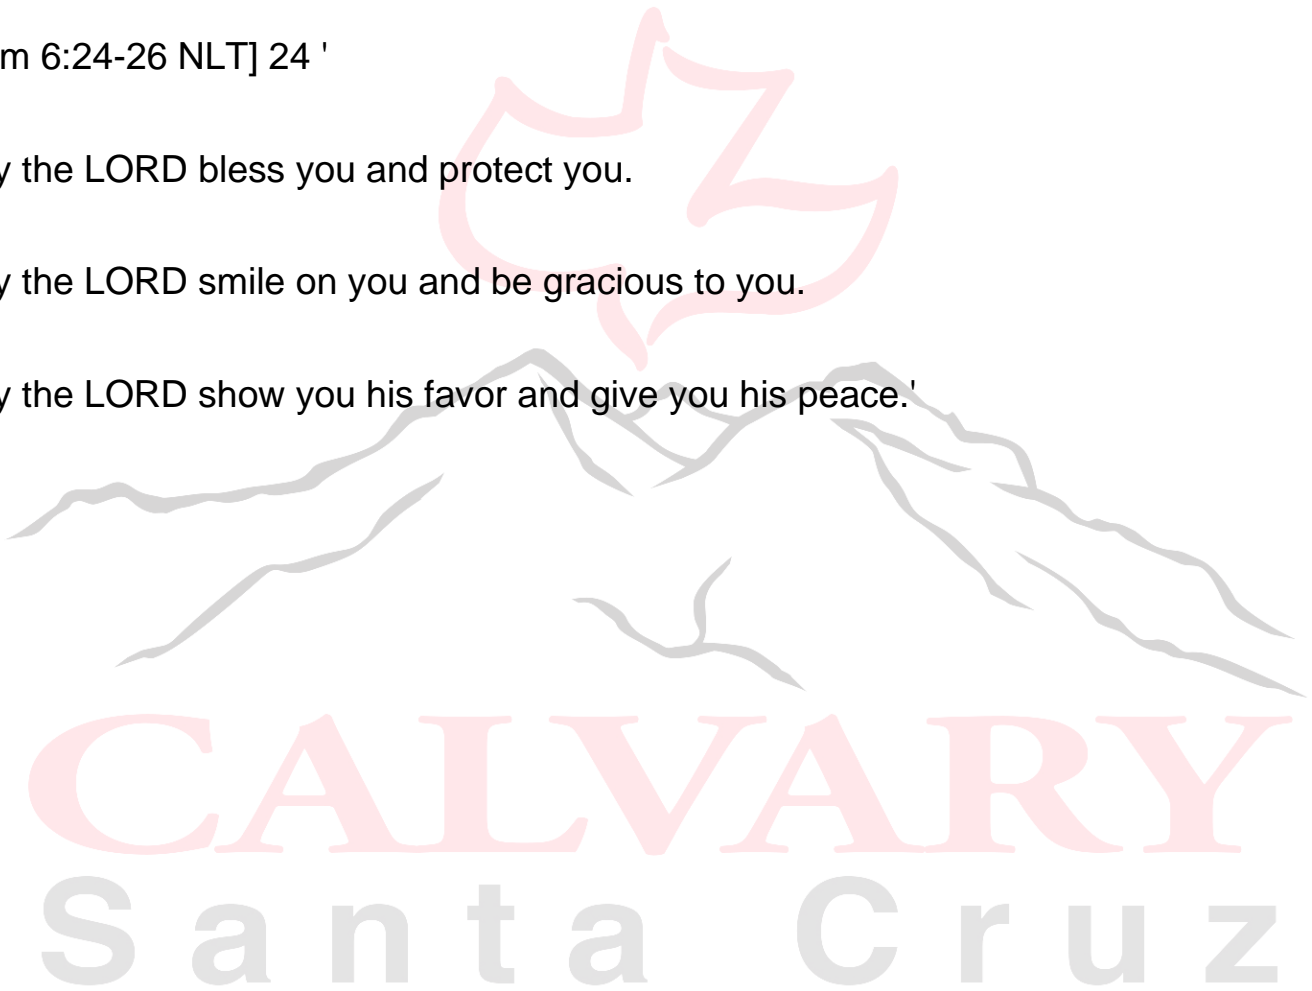 m 6:24-26 NLT] 24 '
y the LORD bless you and protect you.
y the LORD smile on you and be gracious to you.
y the LORD show you his favor and give you his peace.'
CALVARY
Santa Cruz